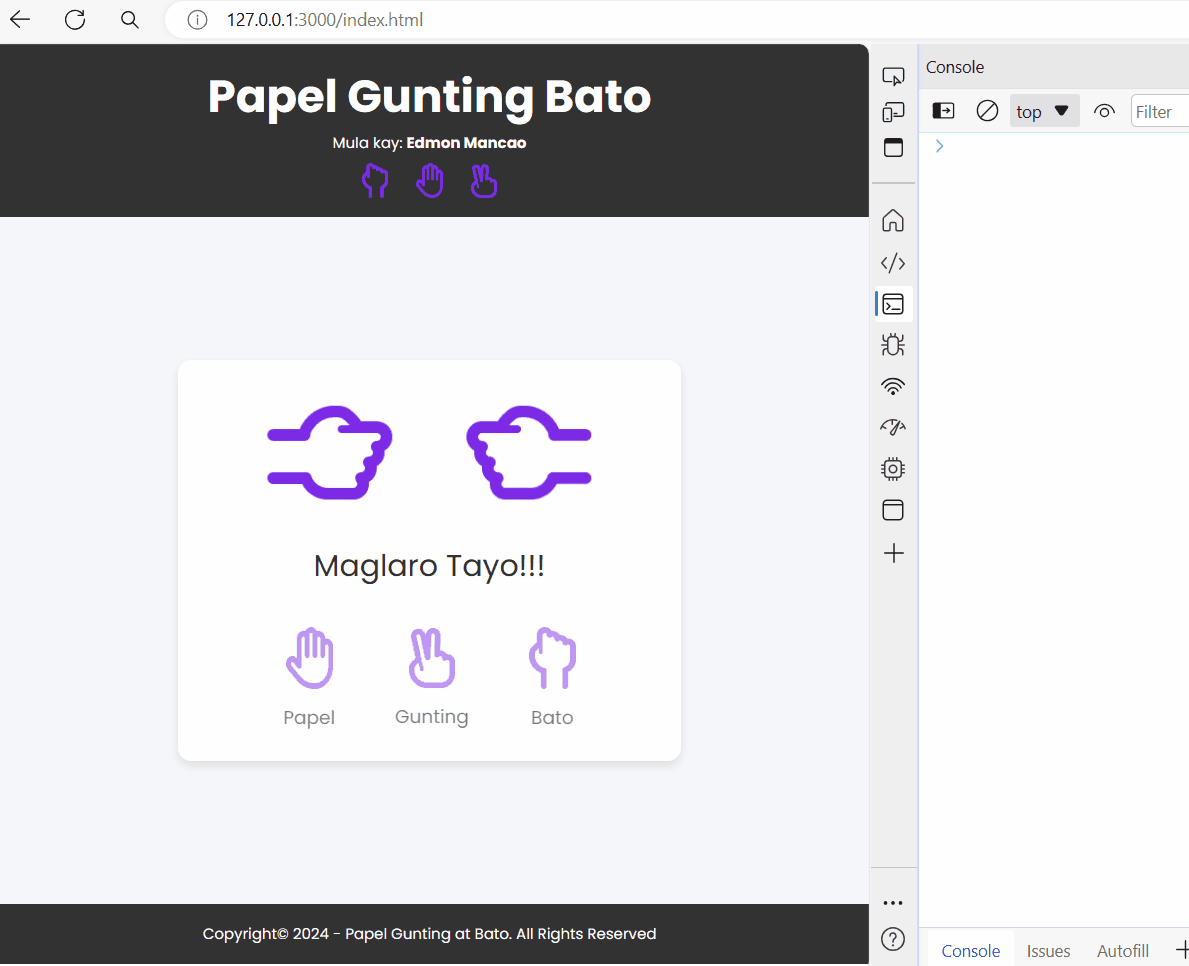 127.0.0.1:3000/index.html
Papel Gunting Bato
Mula kay: Edmon Mancao
Maglaro Tayo!!!
Papel
Gunting
Bato
Copyright© 2024 - Papel Gunting at Bato. All Rights Reserved
Console
top
Filter
Console
Issues
Autofill